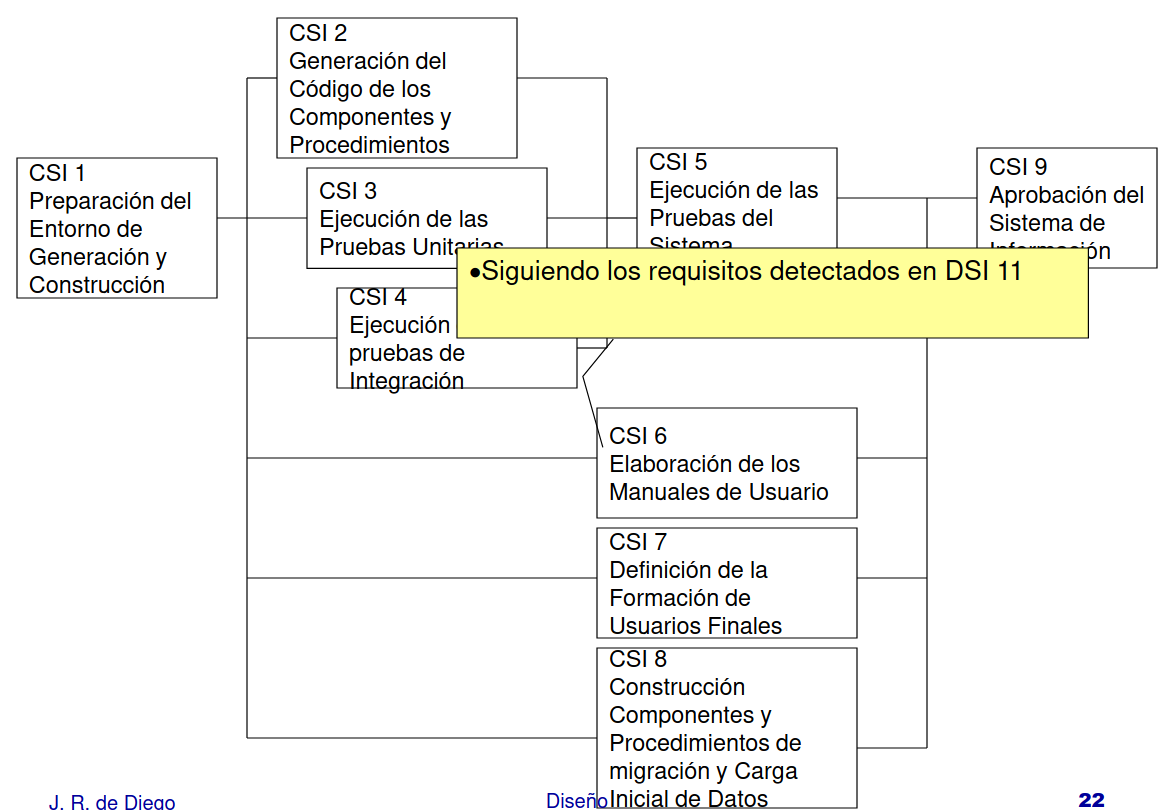 CSI 2
Generación del
Código de los
Componentes y
Procedimientos
CSI 1
Preparación del
Entorno de
Generación y
Construcción
CSI 3
Ejecución de las
Pruebas Unitarias
CSI 5
Ejecución de las
Pruebas del
Sistema
CSI 9
Aprobación del
Sistema de
Información
•Siguiendo los requisitos detectados en DSI 11
CSI 4
Ejecución
pruebas de
Integración
CSI 6
Elaboración de los
Manuales de Usuario
CSI 7
Definición de la
Formación de
Usuarios Finales
CSI 8
Construcción
Componentes y
Procedimientos de
migración y Carga
Inicial de Datos
J. R. de Diego
Diseño
22